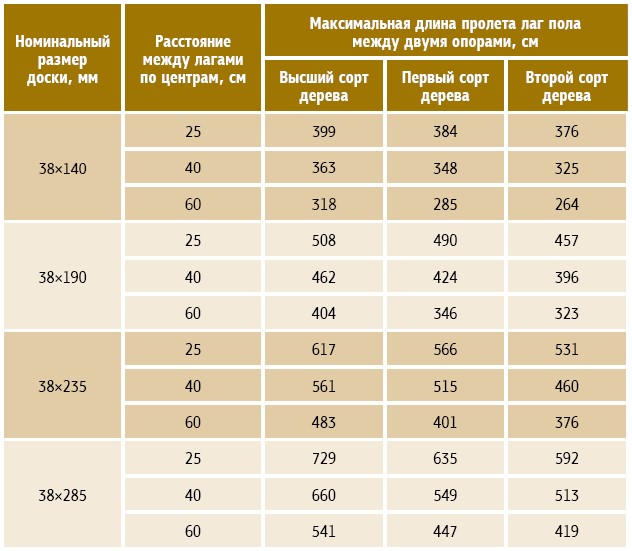 Номинальный размер доски, мм
Расстояние между лагами по центрам, см
Максимальная длина пролета лаг пола между двумя опорами, см
Высший сорт дерева
Первый сорт дерева
Второй сорт дерева
38×140
25 399 384 376
40 363 348 325
60 318 285 264
38×190
25 508 490 457
40 462 424 396
60 404 346 323
38×235
25 617 566 531
40 561 515 460
60 483 401 376
38×285
25 729 635 592
40 660 549 513
60 541 447 419